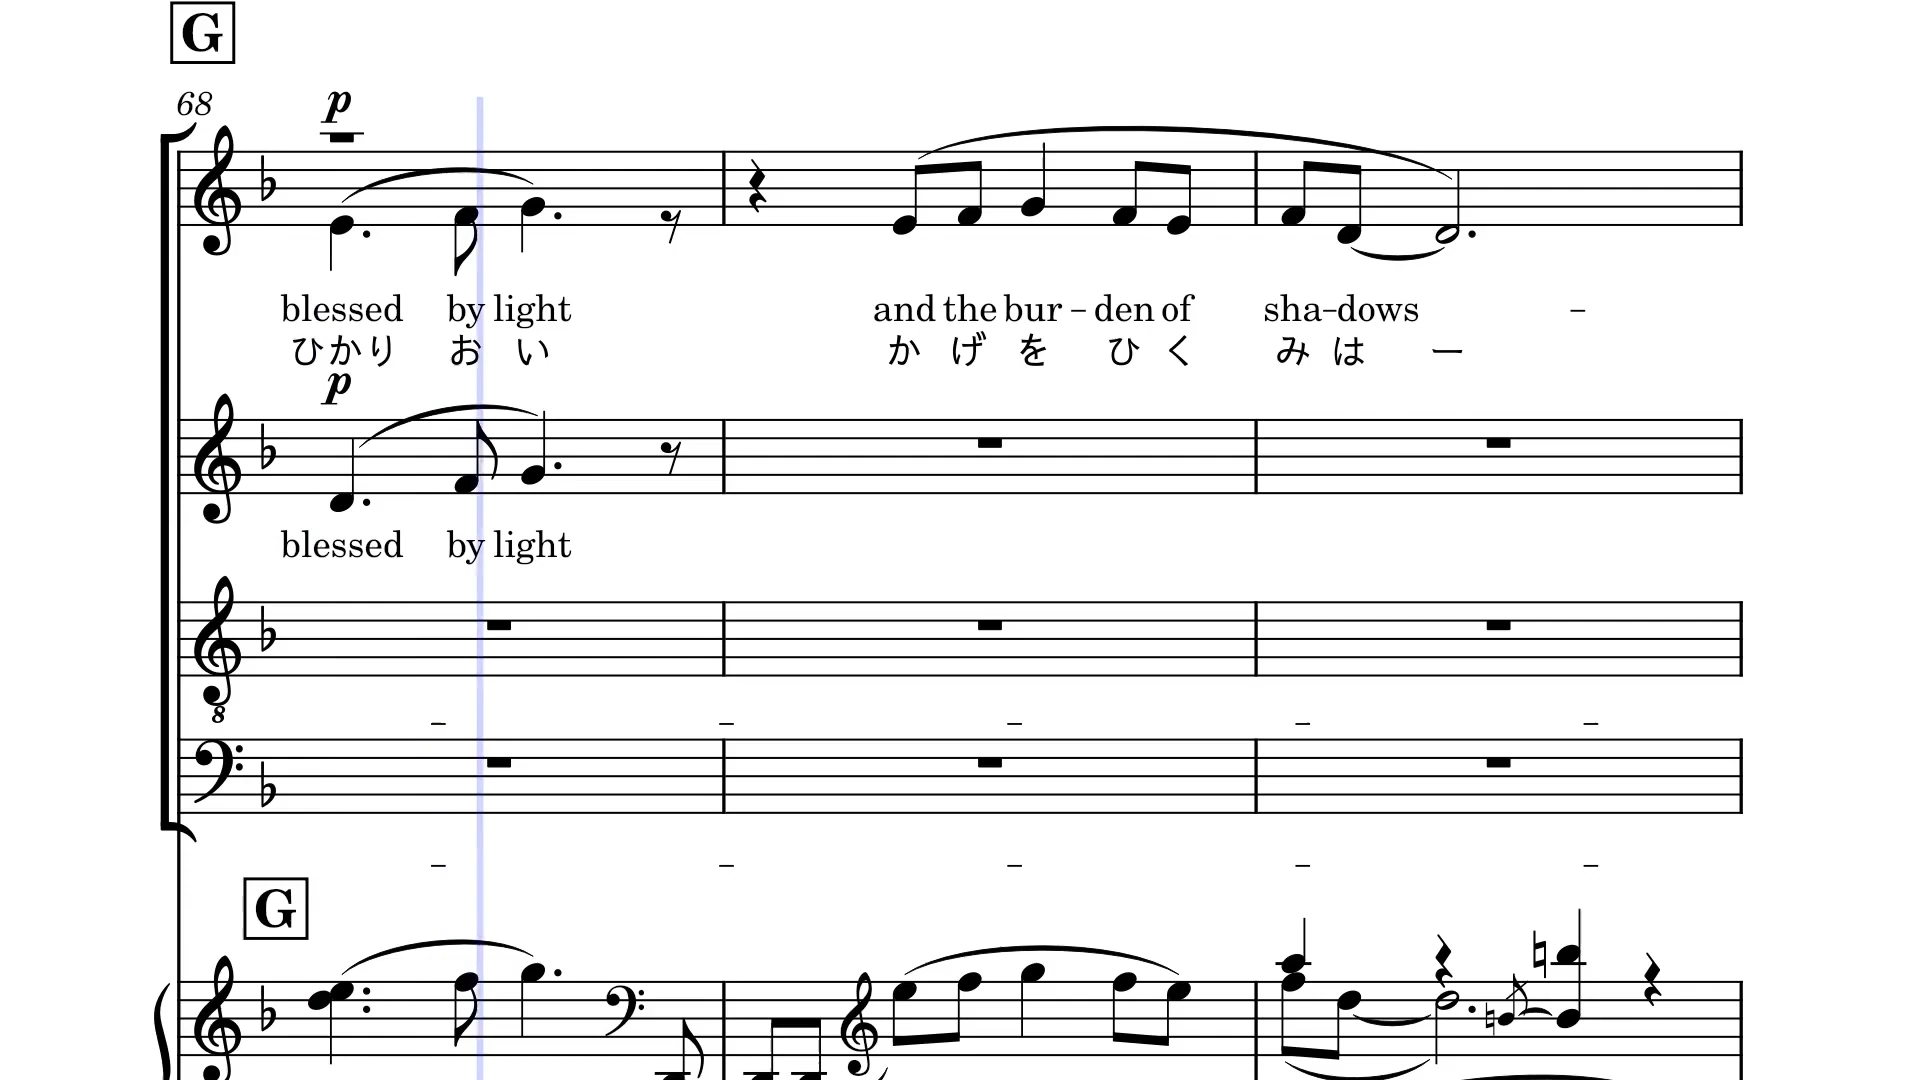 G
68
p
blessed by light and the bur – den of sha–dows –
ひかり お い か げ を ひ く み は ー
p
blessed by light
8
G